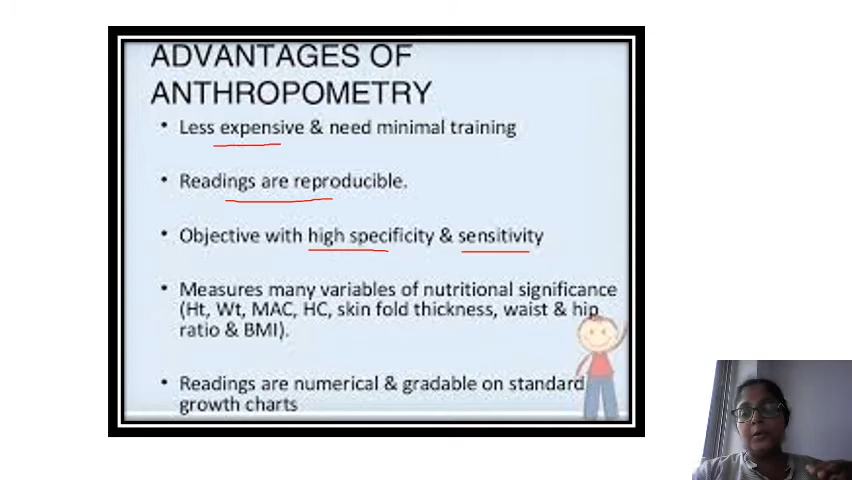 ADVANTAGES OF
ANTHROPOMETRY
• Less expensive & need minimal training
• Readings are reproducible.
• Objective with high specificity & sensitivity
• Measures many variables of nutritional significance
(Ht, Wt, MAC, HC, skin fold thickness, waist & hip
ratio & BMI).
• Readings are numerical & gradable on standard
growth charts